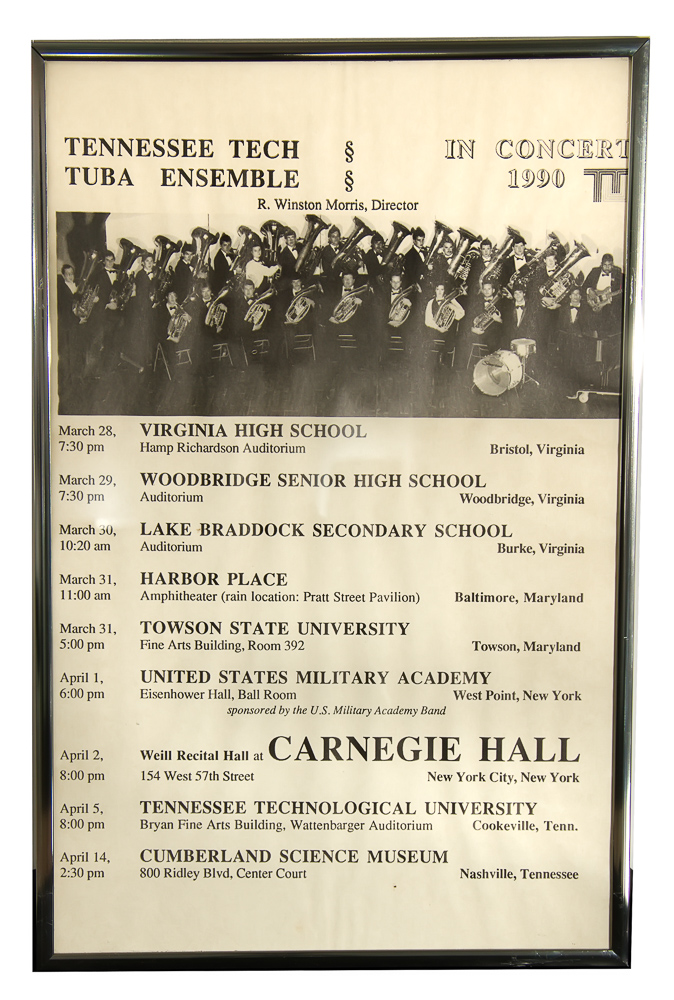 TENNESSEE TECH § IN CONCERT
TUBA ENSEMBLE § 1990 TT
R. Winston Morris, Director
March 28, VIRGINIA HIGH SCHOOL
7:30 pm Hamp Richardson Auditorium Bristol, Virginia
March 29, WOODBRIDGE SENIOR HIGH SCHOOL
7:30 pm Auditorium Woodbridge, Virginia
March 30, LAKE BRADDOCK SECONDARY SCHOOL
10:20 am Auditorium Burke, Virginia
March 31, HARBOR PLACE
11:00 am Amphitheater (rain location: Pratt Street Pavilion) Baltimore, Maryland
March 31, TOWSON STATE UNIVERSITY
5:00 pm Fine Arts Building, Room 392 Towson, Maryland
April 1, UNITED STATES MILITARY ACADEMY
6:00 pm Eisenhower Hall, Ball Room West Point, New York
sponsored by the U.S. Military Academy Band
April 2, Weill Recital Hall at CARNEGIE HALL
8:00 pm 154 West 57th Street New York City, New York
April 5, TENNESSEE TECHNOLOGICAL UNIVERSITY
8:00 pm Bryan Fine Arts Building, Wattenbarger Auditorium Cookeville, Tenn.
April 14, CUMBERLAND SCIENCE MUSEUM
2:30 pm 800 Ridley Blvd, Center Court Nashville, Tennessee